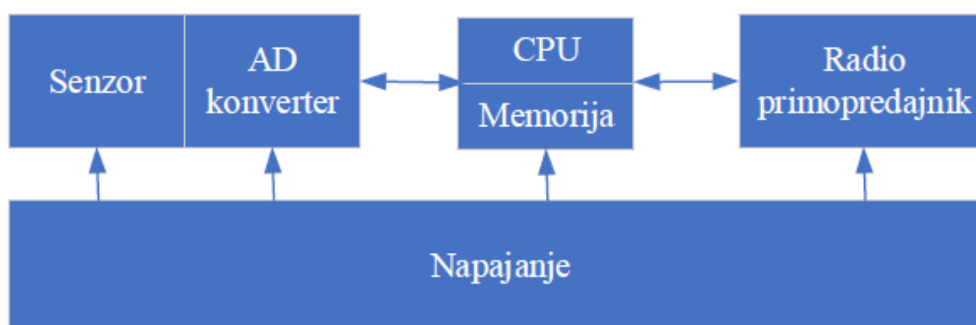 Senzor
AD
konverter
CPU
Memorija
Radio
primopredajnik
Napajanje